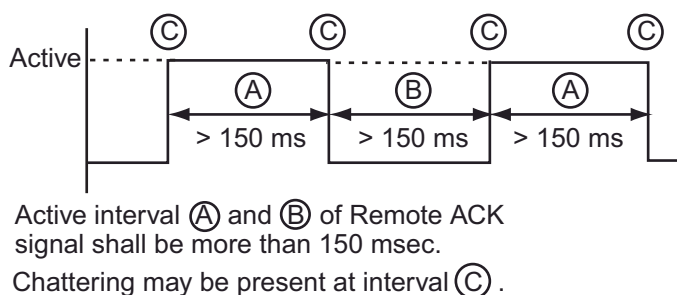 Ⓒ Ⓒ Ⓒ Ⓒ
Active
Ⓐ Ⓑ Ⓐ
> 150 ms > 150 ms > 150 ms
Active interval Ⓐ and Ⓑ of Remote ACK
signal shall be more than 150 msec.
Chattering may be present at interval Ⓒ .